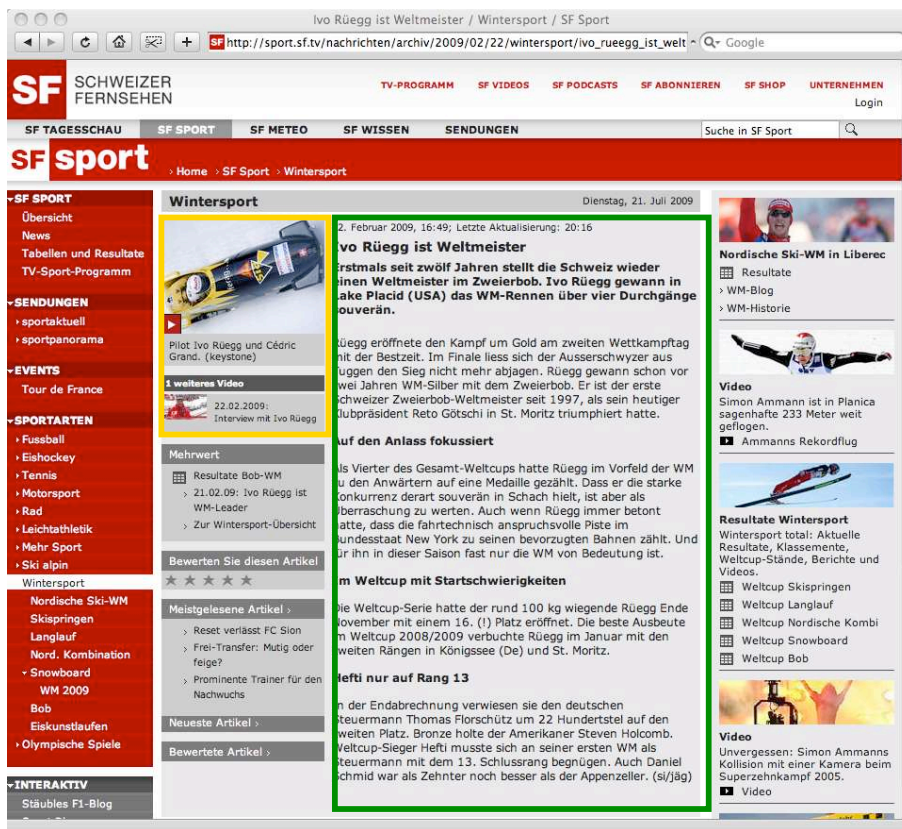 Ivo Rüegg ist Weltmeister / Wintersport / SF Sport
http://sport.sf.tv/nachrichten/archiv/2009/02/22/wintersport/ivo_rueegg_ist_welt
Google
SF SCHWEIZER
FERNSEHEN
TV-PROGRAMM SF VIDEOS SF PODCASTS SF ABONNIEREN SF SHOP UNTERNEHMEN
Login
SF TAGESSCHAU SF SPORT SF METEO SF WISSEN SENDUNGEN
Suche in SF Sport
SF sport
› Home › SF Sport › Wintersport
SF SPORT
Übersicht
News
Tabellen und Resultate
TV-Sport-Programm
SENDUNGEN
sportaktuell
sportpanorama
EVENTS
Tour de France
SPORTARTEN
Fussball
Eishockey
Tennis
Motorsport
Rad
Leichtathletik
Mehr Sport
Ski alpin
Wintersport
Nordische Ski-WM
Skispringen
Langlauf
Nord. Kombination
Snowboard
WM 2009
Bob
Eiskunstlaufen
Olympische Spiele
INTERAKTIV
Stäubles F1-Blog
Wintersport
Dienstag, 21. Juli 2009
Pilot Ivo Rüegg und Cédric
Grand. (keystone)
1 weiteres Video
22.02.2009:
Interview mit Ivo Rüegg
Mehrwert
Resultate Bob-WM
› 21.02.09: Ivo Rüegg ist
WM-Leader
› Zur Wintersport-Übersicht
Bewerten Sie diesen Artikel
Meistgelesene Artikel ›
› Reset verlässt FC Sion
› Frei-Transfer: Mutig oder
feige?
› Prominente Trainer für den
Nachwuchs
Neueste Artikel ›
Bewertete Artikel ›
2. Februar 2009, 16:49; Letzte Aktualisierung: 20:16
Ivo Rüegg ist Weltmeister
Erstmals seit zwölf Jahren stellt die Schweiz wieder
einen Weltmeister im Zweierbob. Ivo Rüegg gewann in
Lake Placid (USA) das WM-Rennen über vier Durchgänge
souverän.
Rüegg eröffnete den Kampf um Gold am zweiten Wettkampftag
mit der Bestzeit. Im Finale liess sich der Ausserschwyzer aus
Tuggen den Sieg nicht mehr abjagen. Rüegg gewann schon vor
zwei Jahren WM-Silber mit dem Zweierbob. Er ist der erste
Schweizer Zweierbob-Weltmeister seit 1997, als sein heutiger
Klubpräsident Reto Götschi in St. Moritz triumphiert hatte.
Auf den Anlass fokussiert
Als Vierter des Gesamt-Weltcups hatte Rüegg im Vorfeld der WM
zu den Anwärtern auf eine Medaille gezählt. Dass er die starke
Konkurrenz derart souverän in Schach hielt, ist aber als
Überraschung zu werten. Auch wenn Rüegg immer betont
hatte, dass die fahrtechnisch anspruchsvolle Piste im
Bundesstaat New York zu seinen bevorzugten Bahnen zählt. Und
für ihn in dieser Saison fast nur die WM von Bedeutung ist.
Im Weltcup mit Startschwierigkeiten
Die Weltcup-Serie hatte der rund 100 kg wiegende Rüegg Ende
November mit einem 16. (!) Platz eröffnet. Die beste Ausbeute
im Weltcup 2008/2009 verbuchte Rüegg im Januar mit den
zweiten Rängen in Königssee (De) und St. Moritz.
Hefti nur auf Rang 13
In der Endabrechnung verwiesen sie den deutschen
Steuermann Thomas Florschütz um 22 Hundertstel auf den
zweiten Platz. Bronze holte der Amerikaner Steven Holcomb.
Weltcup-Sieger Hefti musste sich an seiner ersten WM als
Steuermann mit dem 13. Schlussrang begnügen. Auch Daniel
Schmid war als Zehnter noch besser als der Appenzeller. (si/jäg)
Nordische Ski-WM in Liberec
Resultate
› WM-Blog
› WM-Historie
Video
Simon Ammann ist in Planica
sagenhafte 233 Meter weit
geflogen.
Ammanns Rekordflug
Resultate Wintersport
Wintersport total: Aktuelle
Resultate, Klassemente,
Weltcup-Stände, Berichte und
Videos.
Weltcup Skispringen
Weltcup Langlauf
Weltcup Nordische Kombi
Weltcup Snowboard
Weltcup Bob
Video
Unvergessen: Simon Ammanns
Kollision mit einer Kamera beim
Superzehnkampf 2005.
Video